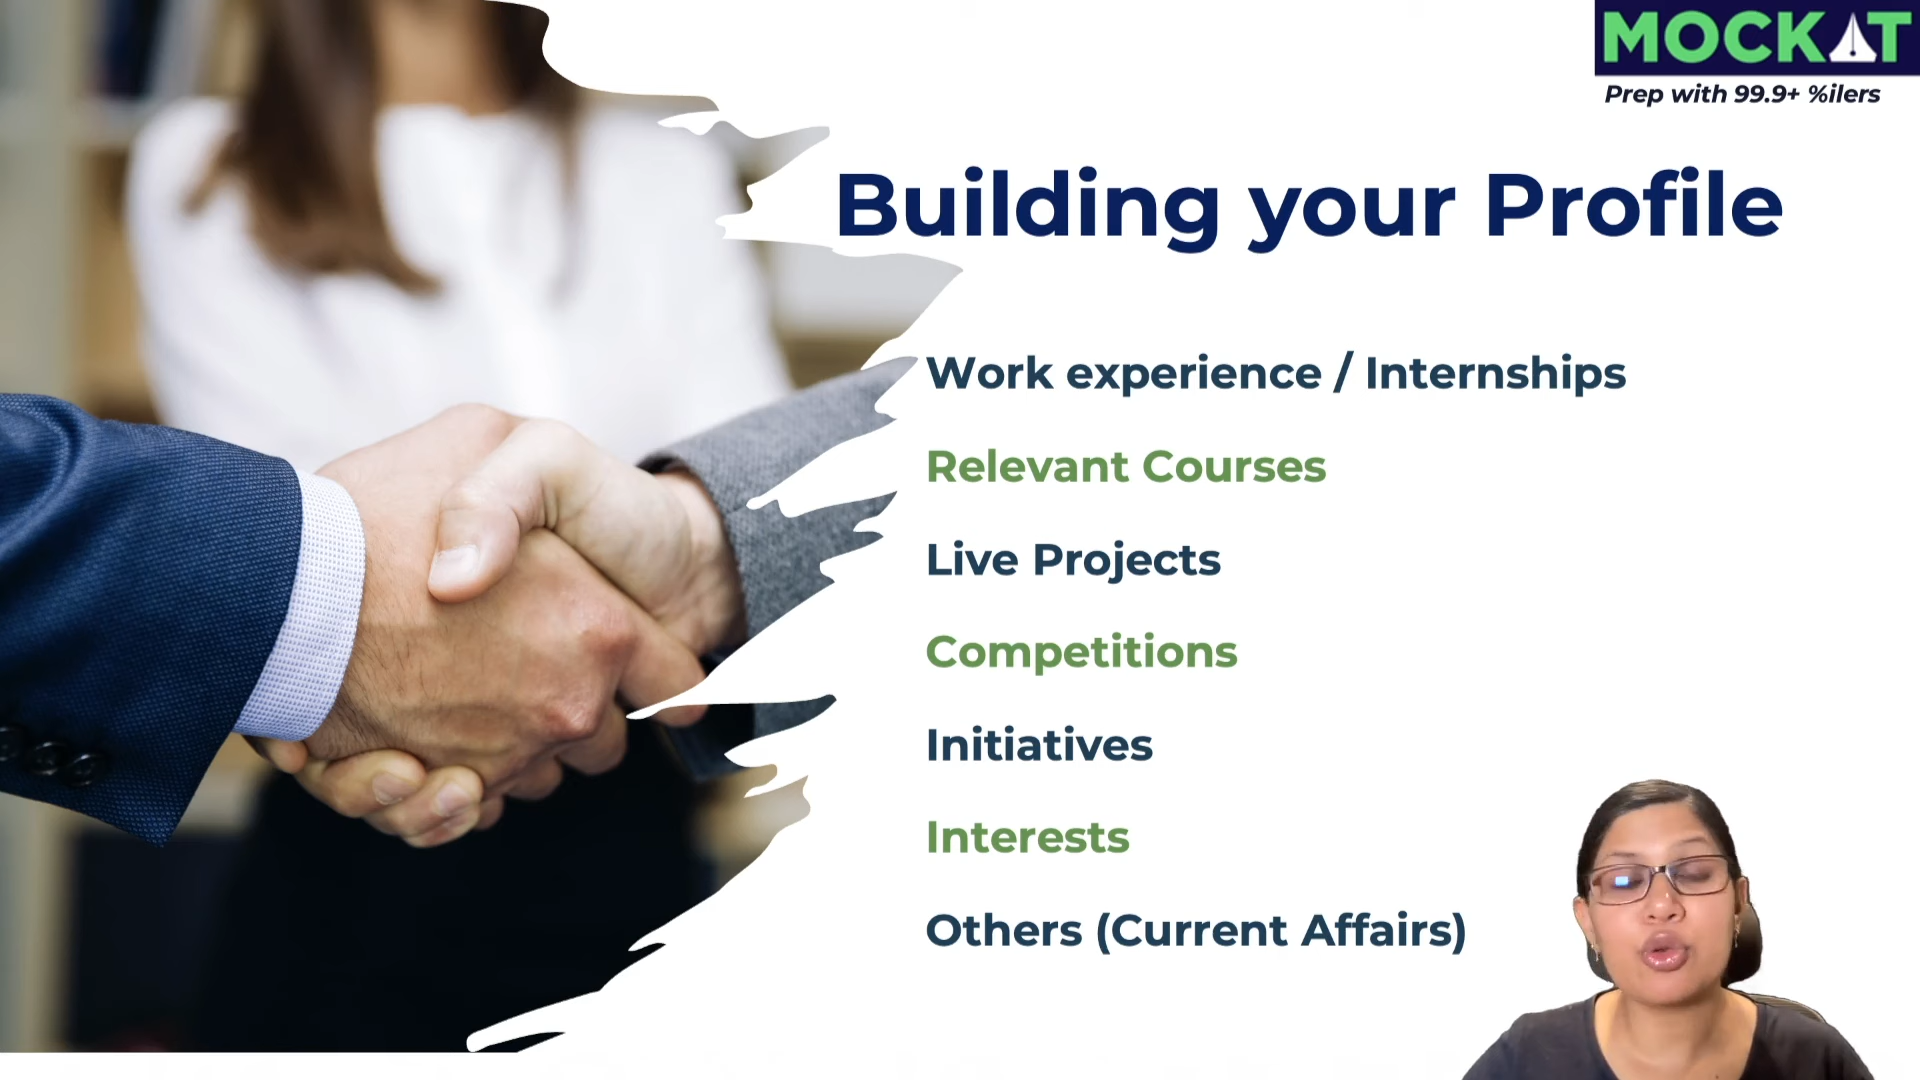 MOCKAT
Prep with 99.9+ %ilers
Building your Profile
Work experience / Internships
Relevant Courses
Live Projects
Competitions
Initiatives
Interests
Others (Current Affairs)